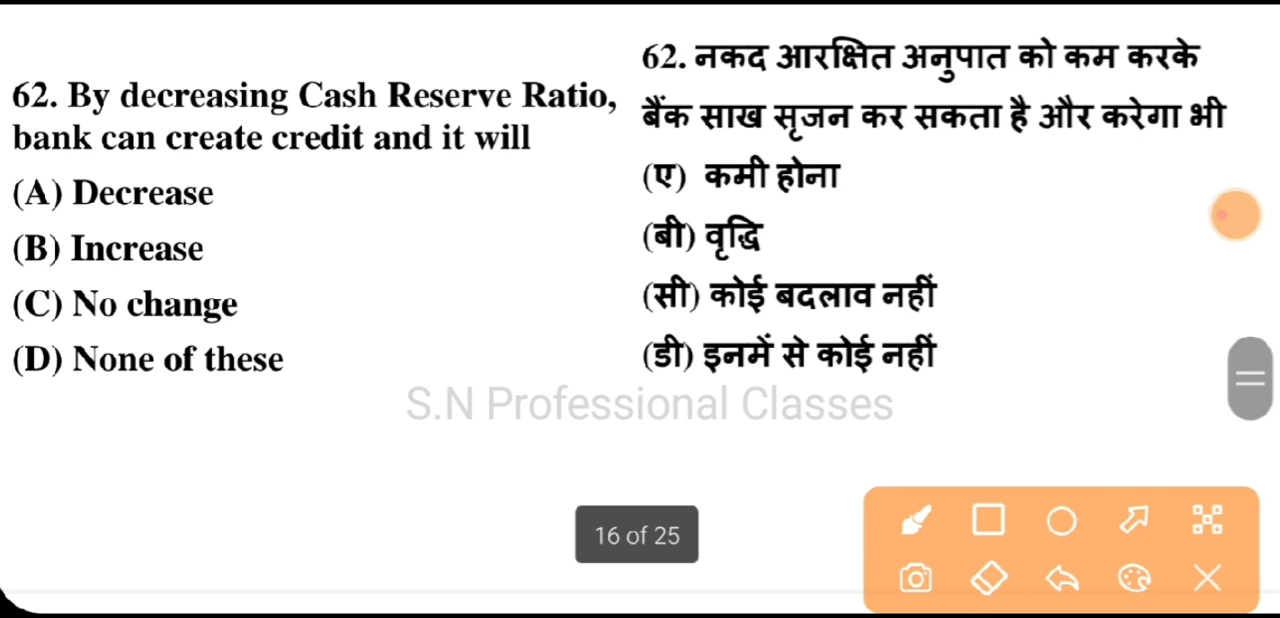 62. By decreasing Cash Reserve Ratio,
bank can create credit and it will
(A) Decrease
(B) Increase
(C) No change
(D) None of these
62. नकद आरक्षित अनुपात को कम करके
बैंक साख सृजन कर सकता है और करेगा भी
(ए) कमी होना
(बी) वृद्धि
(सी) कोई बदलाव नहीं
(डी) इनमें से कोई नहीं
S.N Professional Classes
16 of 25